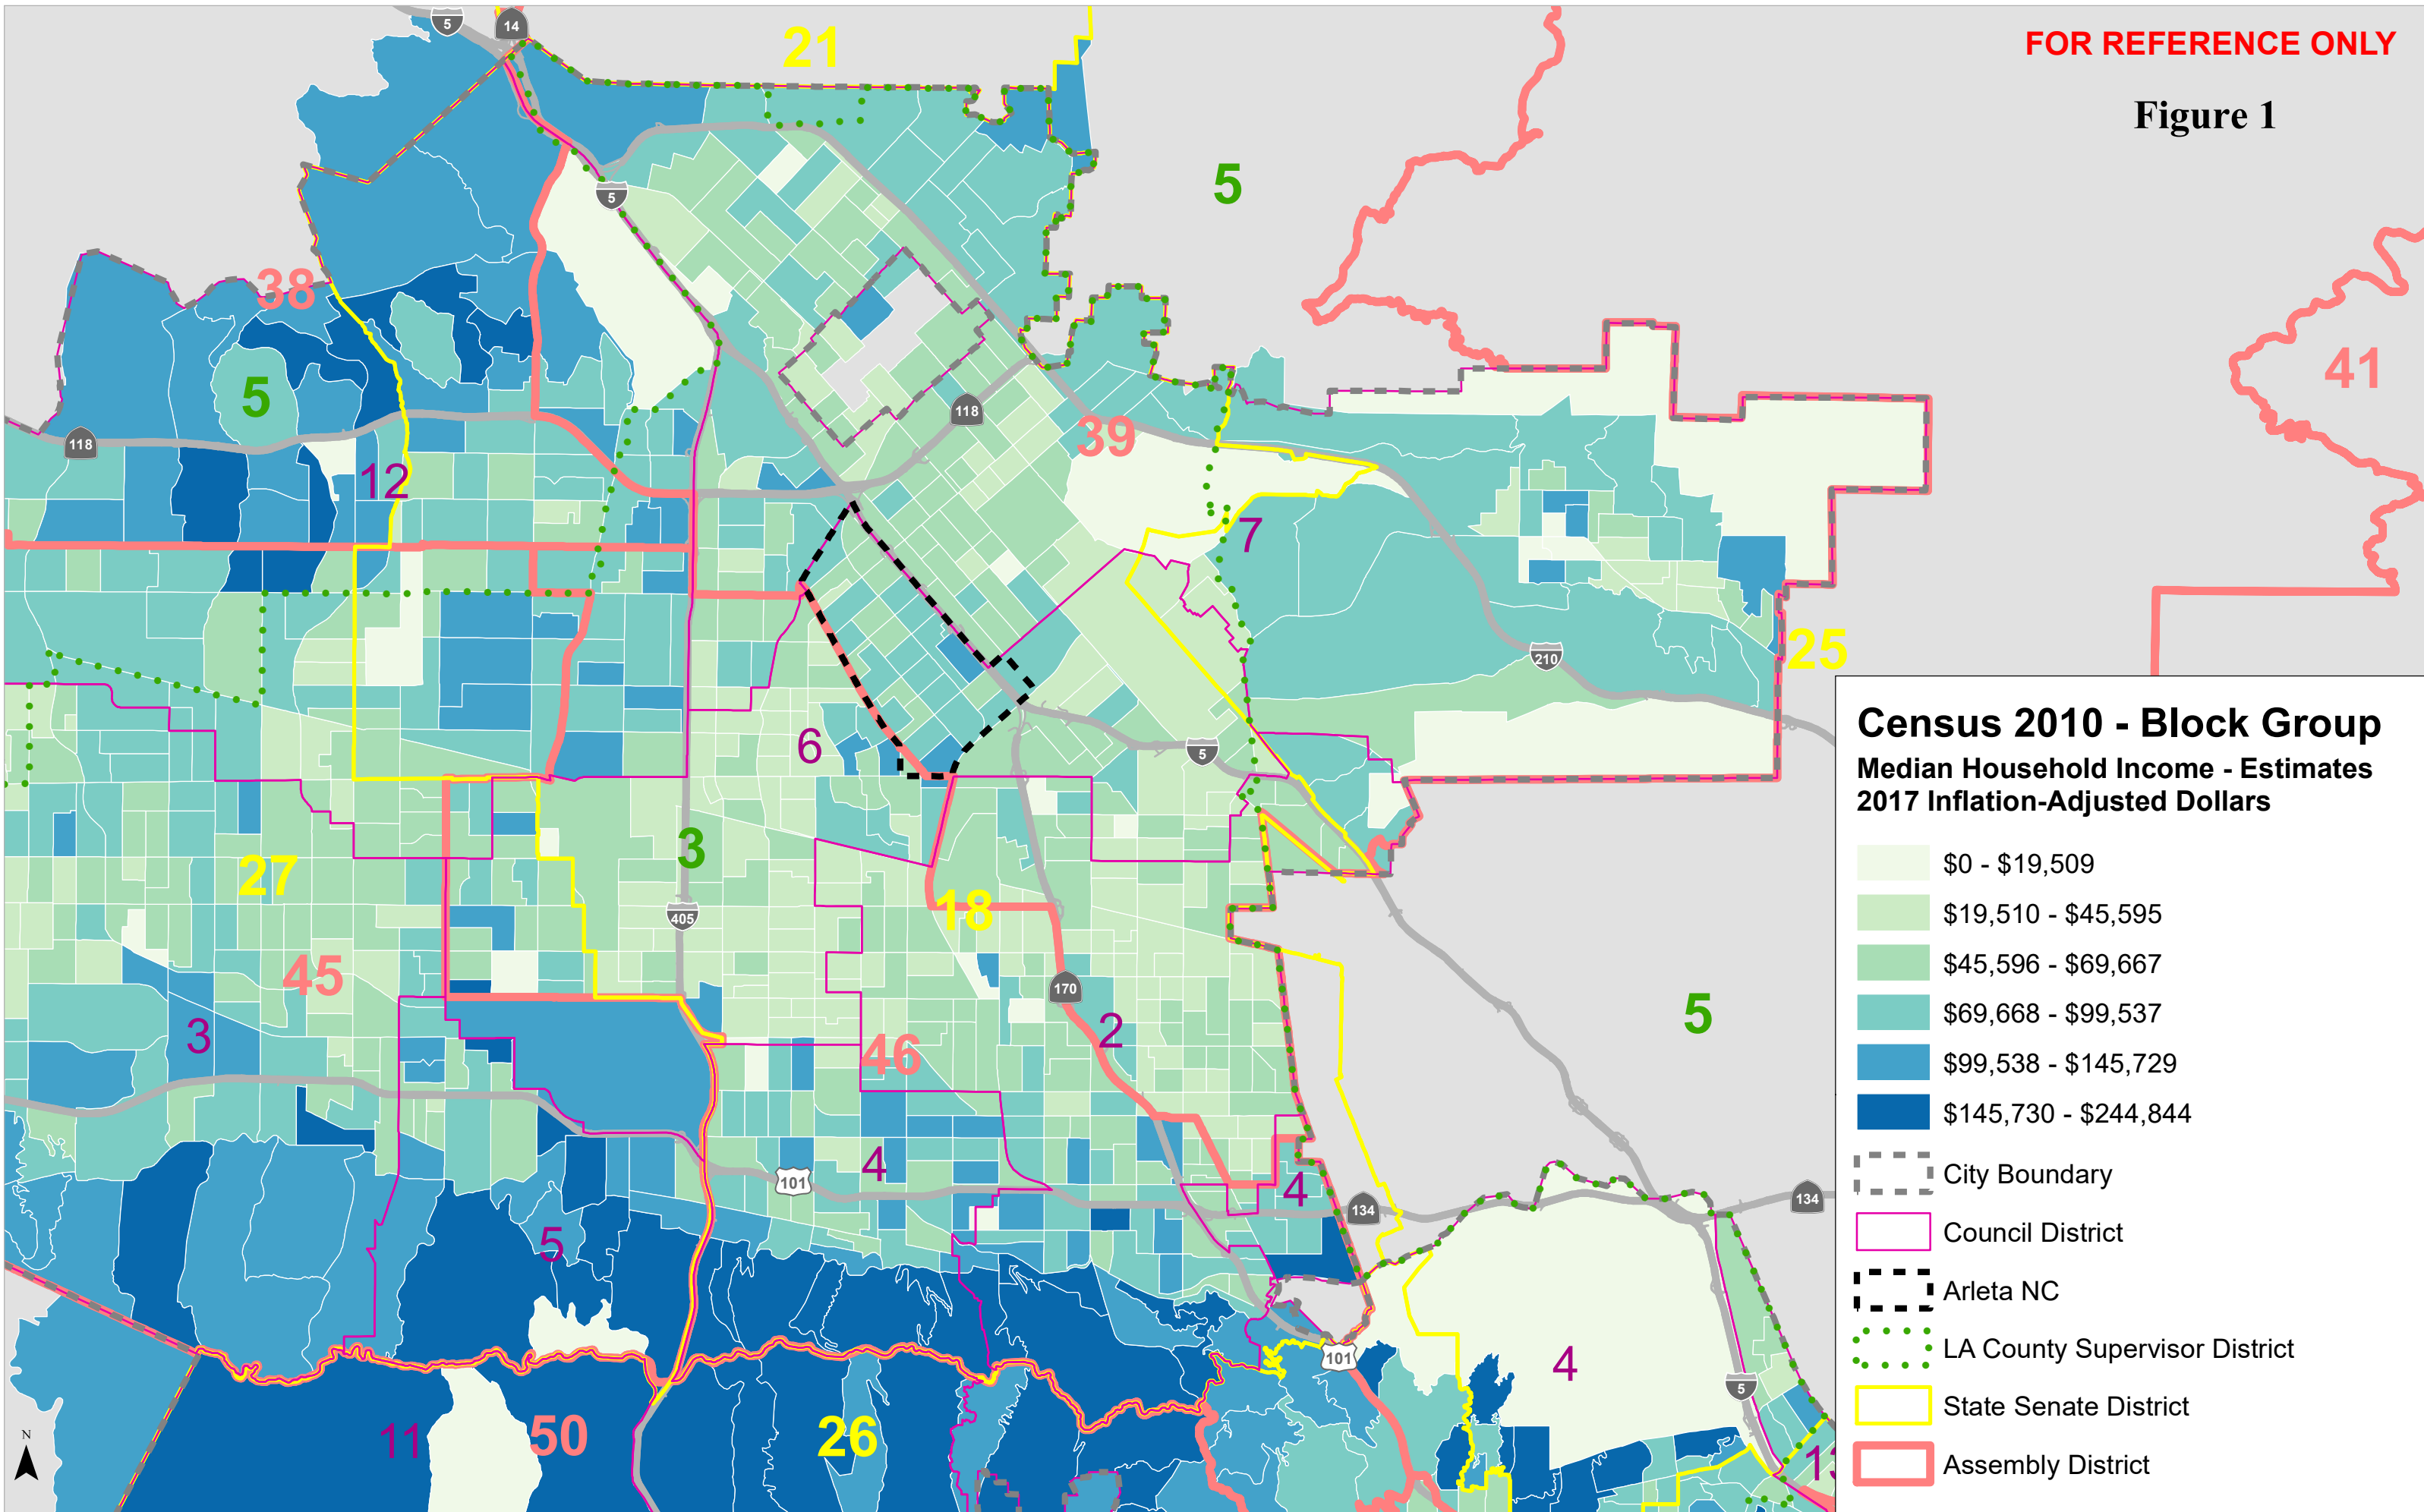 5
14
21
FOR REFERENCE ONLY
Figure 1
5
5
38
41
5
118
118
39
12
7
25
210
6
5
3
27
18
405
45
170
5
3
2
46
4
101
4
134
134
5
101
4
5
11
50
26
13
N
Census 2010 - Block Group
Median Household Income - Estimates
2017 Inflation-Adjusted Dollars
$0 - $19,509
$19,510 - $45,595
$45,596 - $69,667
$69,668 - $99,537
$99,538 - $145,729
$145,730 - $244,844
City Boundary
Council District
Arleta NC
LA County Supervisor District
State Senate District
Assembly District